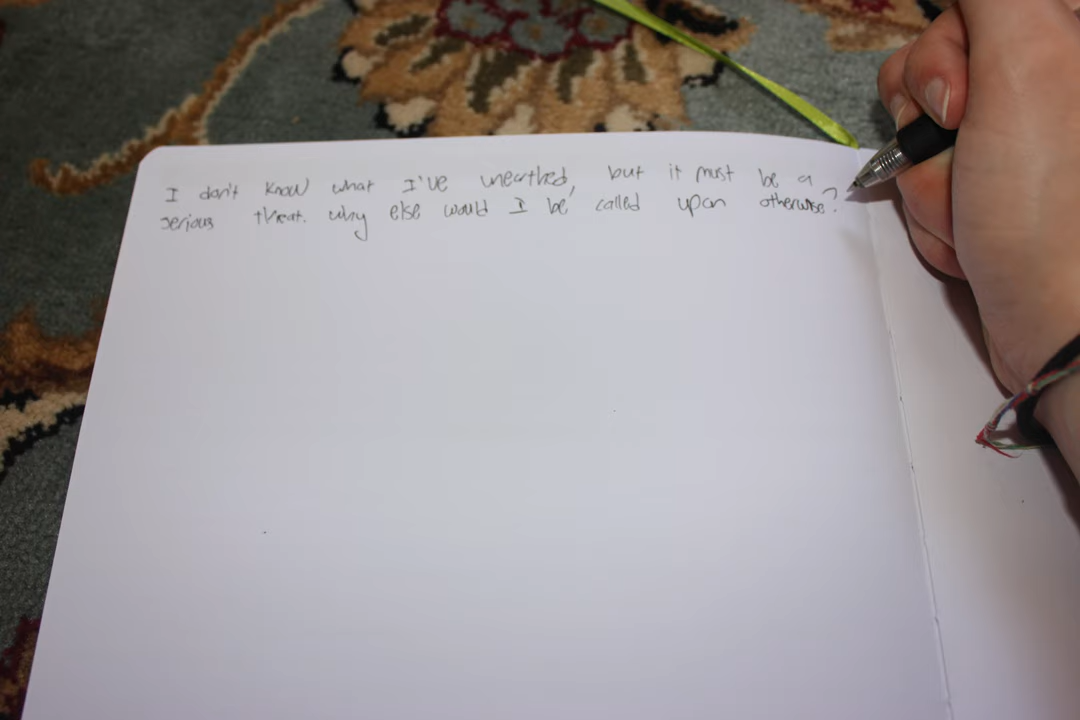 I don't know what I've unearthed, but it must be a
serious threat. why else would I be called upon otherwise?